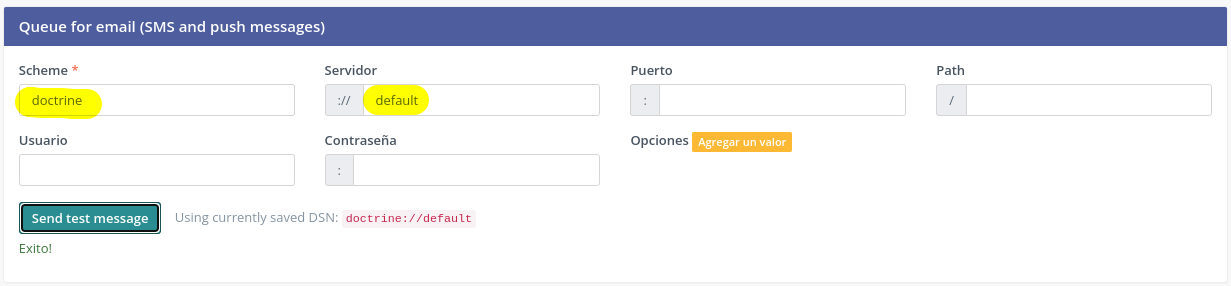 Queue for email (SMS and push messages)
Scheme * Servidor Puerto Path
doctrine :// default : /
Usuario Contraseña Opciones Agregar un valor
:
Send test message Using currently saved DSN: doctrine://default
Exito!